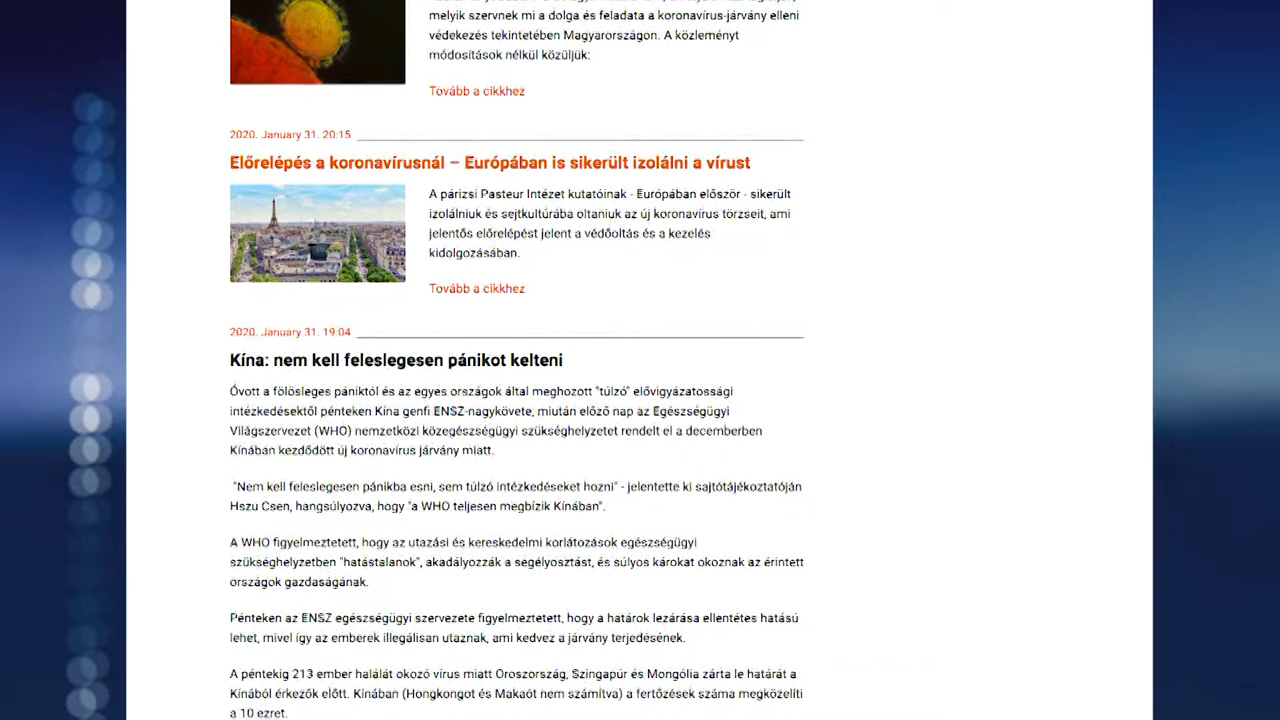 melyik szervnek mi a dolga és feladata a koronavírus-járvány elleni
védekezés tekintetében Magyarországon. A közleményt
módosítások nélkül közüljük:
Tovább a cikkhez
2020. January 31. 20:15
Előrelépés a koronavírusnál – Európában is sikerült izolálni a vírust
A párizsi Pasteur Intézet kutatóinak - Európában először - sikerült
izolálniuk és sejtkultúrába oltaniuk az új koronavírus törzseit, ami
jelentős előrelépést jelent a védőoltás és a kezelés
kidolgozásában.
Tovább a cikkhez
2020. January 31. 19:04
Kína: nem kell feleslegesen pánikot kelteni
Óvott a fölösleges pániktól és az egyes országok által meghozott "túlzó" elővigyázatossági
intézkedésektől pénteken Kína genfi ENSZ-nagykövete, miután előző nap az Egészségügyi
Világszervezet (WHO) nemzetközi közegészségügyi szükséghelyzetet rendelt el a decemberben
Kínában kezdődött új koronavírus járvány miatt.
"Nem kell feleslegesen pánikba esni, sem túlzó intézkedéseket hozni" - jelentette ki sajtótájékoztatóján
Hszu Csen, hangsúlyozva, hogy "a WHO teljesen megbízik Kínában".
A WHO figyelmeztetett, hogy az utazási és kereskedelmi korlátozások egészségügyi
szükséghelyzetben "hatástalanok", akadályozzák a segélyosztást, és súlyos károkat okoznak az érintett
országok gazdaságának.
Pénteken az ENSZ egészségügyi szervezete figyelmeztetett, hogy a határok lezárása ellentétes hatású
lehet, mivel így az emberek illegálisan utaznak, ami kedvez a járvány terjedésének.
A péntekig 213 ember halálát okozó vírus miatt Oroszország, Szingapúr és Mongólia zárta le határát a
Kínából érkezők előtt. Kínában (Hongkongot és Makaót nem számítva) a fertőzések száma megközelíti
a 10 ezret.